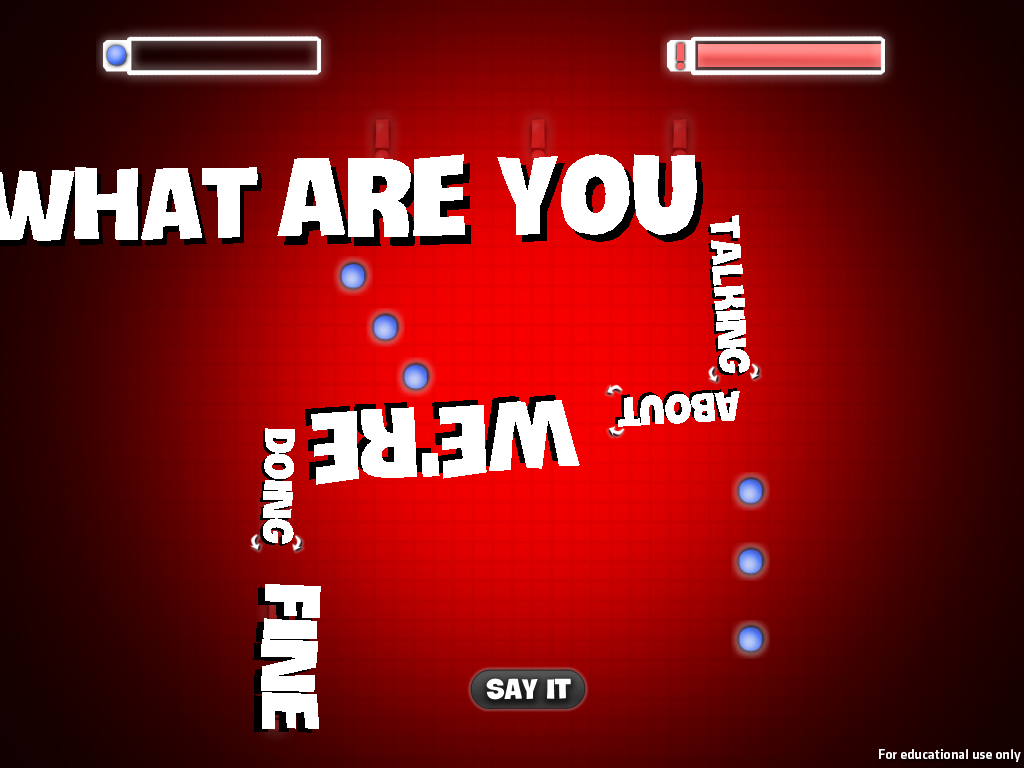 WHAT ARE YOU
TALKING
ABOUT
WE'RE
DOING
FINE
SAY IT
For educational use only